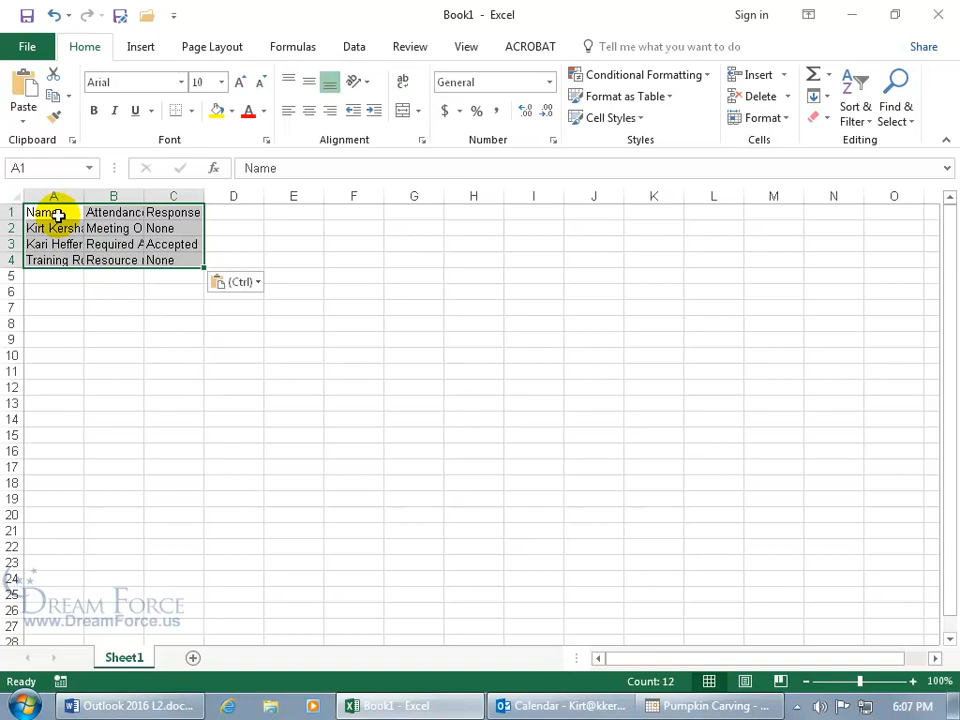 Book1 - Excel
Sign in
File Home Insert Page Layout Formulas Data Review View ACROBAT Tell me what you want to do Share
Paste
Arial 10
General
Conditional Formatting
Format as Table
Cell Styles
Insert
Delete
Format
Sort & Filter
Find & Select
Clipboard Font Alignment Number Styles Cells Editing
A1 fx Name
A B C D E F G H I J K L M N O
1 Name Attendance Response
2 Kirt Kersha Meeting O None
3 Kari Heffer Required A Accepted
4 Training Ro Resource None
(Ctrl)
5
6
7
8
9
10
11
12
13
14
15
16
17
18
19
20
21
22
23
24
25
26
27
28
DREAM FORCE
www.DreamForce.us
Sheet1
Ready Count: 12 100%
Outlook 2016 L2.doc... Book1 - Excel Calendar - Kirt@kker... Pumpkin Carving - ... 6:07 PM